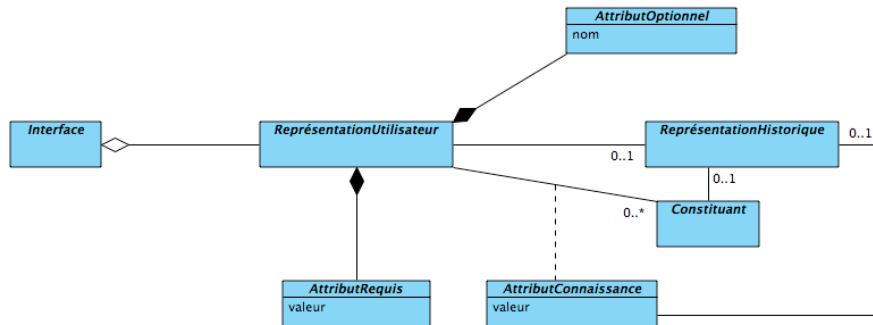 AttributOptionnel
nom
Interface
ReprésentationUtilisateur
ReprésentationHistorique
0..1
0..1
0..1
Constituant
0..*
AttributRequis
valeur
AttributConnaissance
valeur